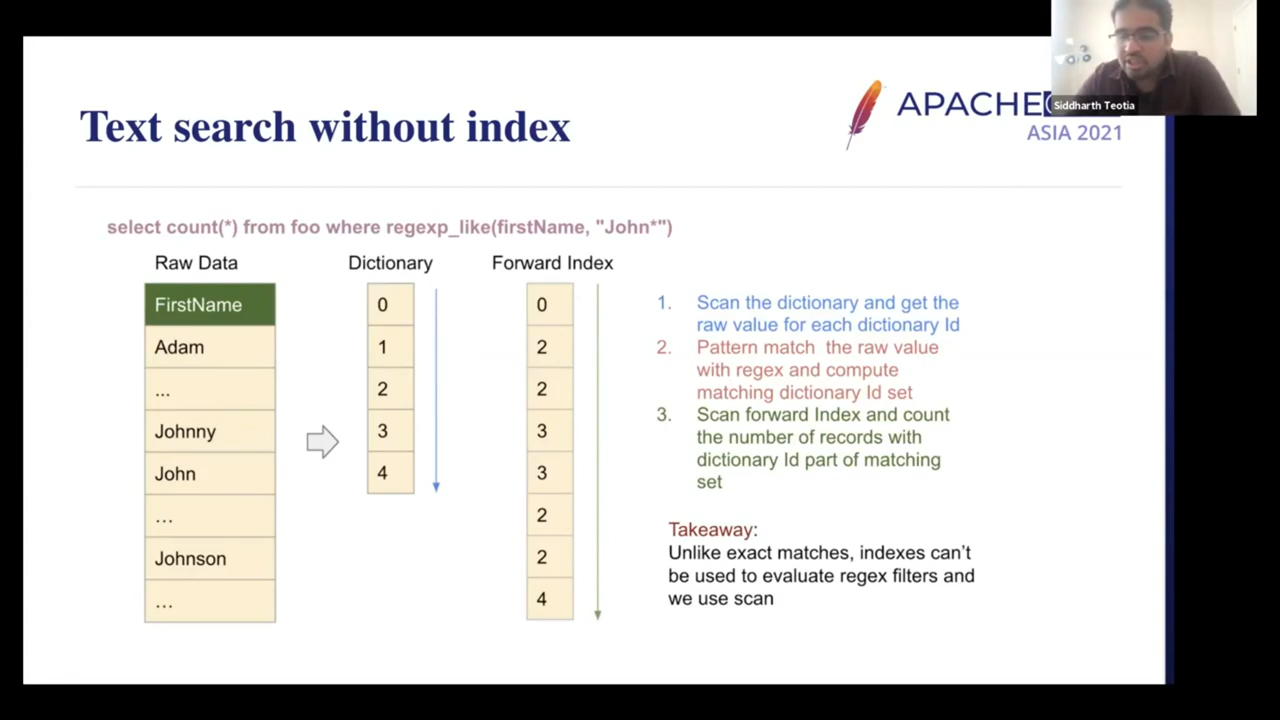 Siddharth Teotia
APACHE
ASIA 2021
Text search without index
select count(*) from foo where regexp_like(firstName, "John*")
Raw Data
FirstName
Adam
...
Johnny
John
...
Johnson
...
Dictionary
0
1
2
3
4
Forward Index
0
2
2
3
3
2
2
4
1. Scan the dictionary and get the
raw value for each dictionary Id
2. Pattern match the raw value
with regex and compute
matching dictionary Id set
3. Scan forward Index and count
the number of records with
dictionary Id part of matching
set
Takeaway:
Unlike exact matches, indexes can't
be used to evaluate regex filters and
we use scan